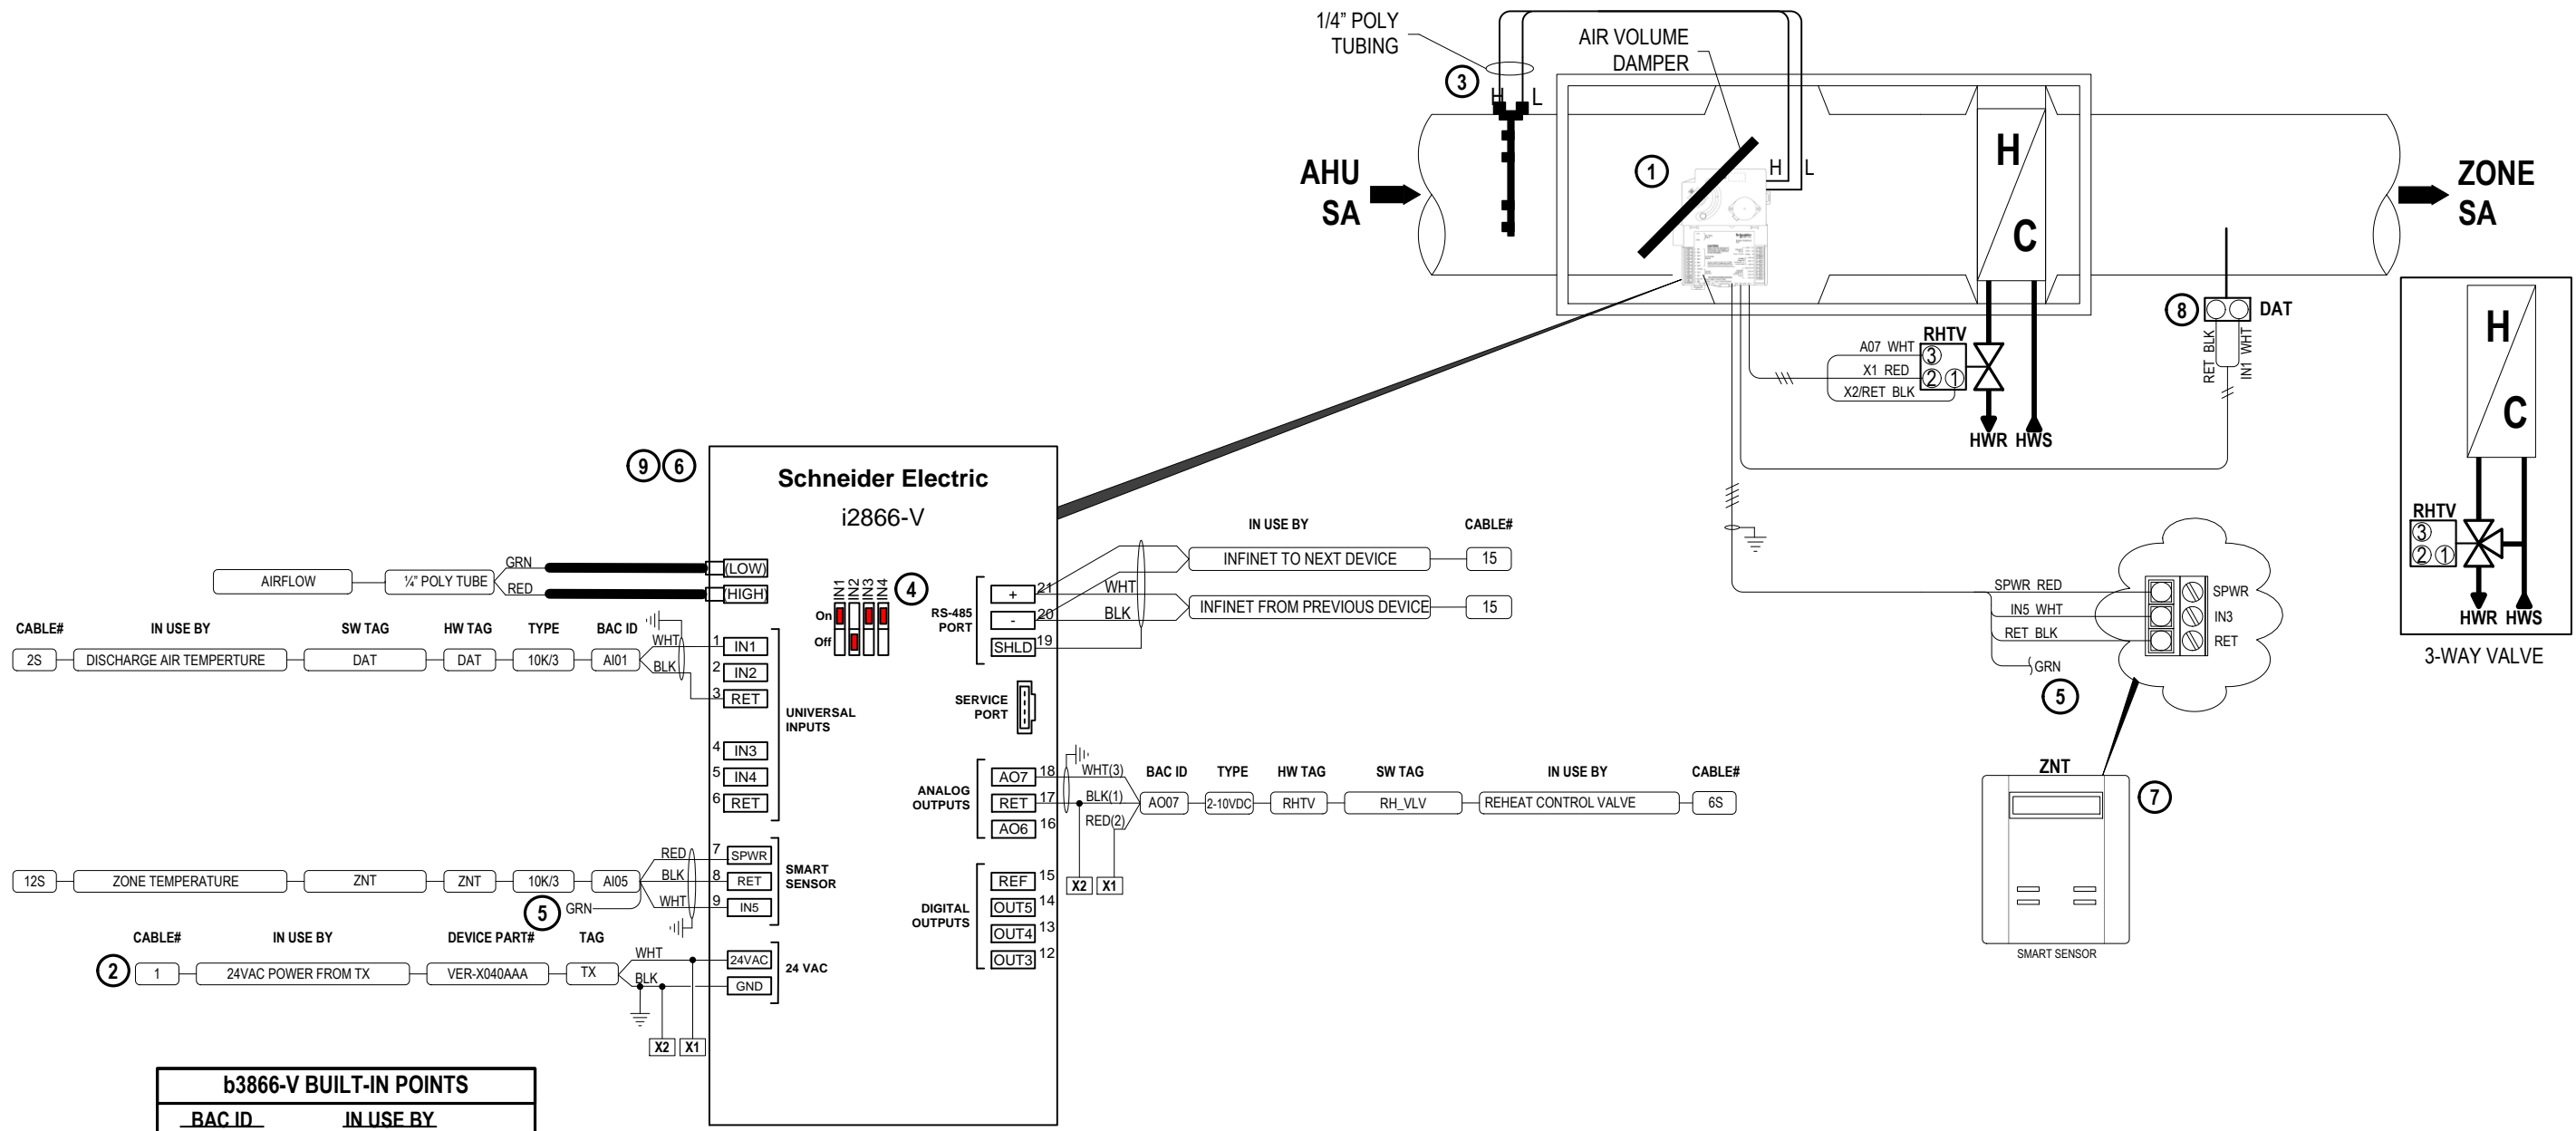 1/4” POLY
TUBING
3
H L
AIR VOLUME
DAMPER
1
H L
AHU
SA
ZONE
SA
H
C
8
DAT
RET BLK
IN1 WHT
RHTV
A07 WHT
X1 RED
X2/RET BLK
3
2 1
HWR HWS
H
C
RHTV
3
2 1
HWR HWS
3-WAY VALVE
SPWR RED
IN5 WHT
RET BLK
GRN
5
SPWR
IN3
RET
ZNT
7
SMART SENSOR
9 6
Schneider Electric
i2866-V
IN1 IN2 IN3 IN4
4
On
Off
AIRFLOW
¼” POLY TUBE
GRN
RED
(LOW)
(HIGH)
CABLE# IN USE BY SW TAG HW TAG TYPE BAC ID
2S DISCHARGE AIR TEMPERTURE DAT DAT 10K/3 AI01
WHT
BLK
1 IN1
2 IN2
3 RET
UNIVERSAL
INPUTS
4 IN3
5 IN4
6 RET
12S ZONE TEMPERATURE ZNT ZNT 10K/3 AI05
5
GRN
RED
BLK
WHT
7 SPWR
8 RET
9 IN5
SMART
SENSOR
CABLE# IN USE BY DEVICE PART# TAG
2
1 24VAC POWER FROM TX VER-X040AAA TX
WHT
BLK
24VAC
GND
24 VAC
X2 X1
RS-485
PORT
+ 21
- 20
SHLD 19
WHT
BLK
IN USE BY CABLE#
INFINET TO NEXT DEVICE 15
INFINET FROM PREVIOUS DEVICE 15
SERVICE
PORT
ANALOG
OUTPUTS
AO7 18
RET 17
AO6 16
WHT(3)
BLK(1)
RED(2)
BAC ID TYPE HW TAG SW TAG IN USE BY CABLE#
AO07 2-10VDC RHTV RH_VLV REHEAT CONTROL VALVE 6S
X2 X1
DIGITAL
OUTPUTS
REF 15
OUT5 14
OUT4 13
OUT3 12
b3866-V BUILT-IN POINTS
BAC ID IN USE BY